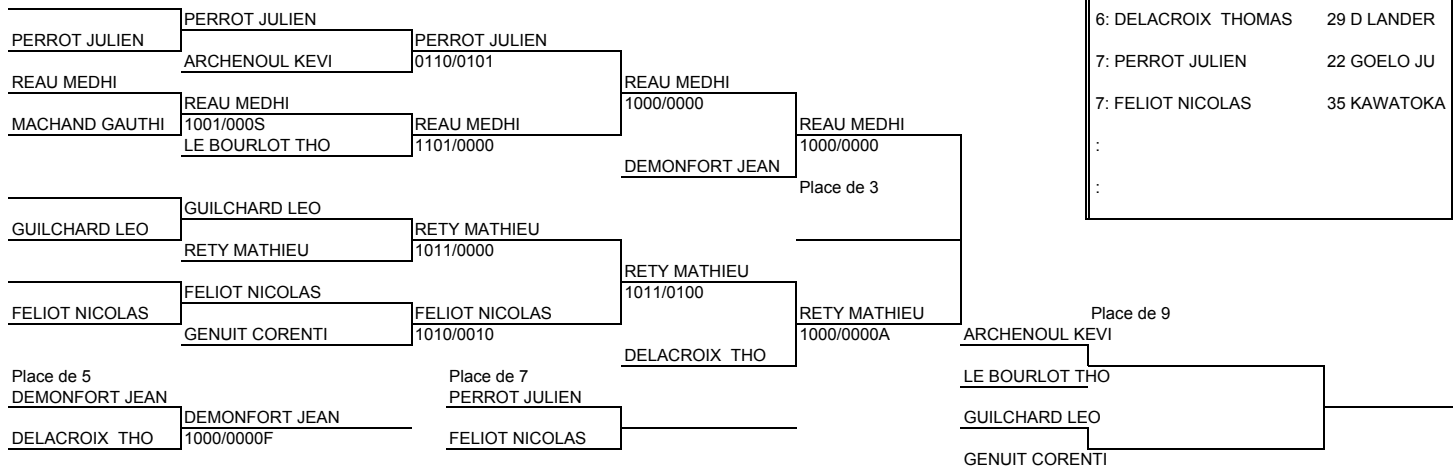 PERROT JULIEN
PERROT JULIEN
PERROT JULIEN
ARCHENOUL KEVI
0110/0101
REAU MEDHI
REAU MEDHI
REAU MEDHI
1000/0000
MACHAND GAUTHI
1001/000S
REAU MEDHI
REAU MEDHI
LE BOURLOT THO
1101/0000
1000/0000
DEMONFORT JEAN
Place de 3
GUILCHARD LEO
GUILCHARD LEO
RETY MATHIEU
RETY MATHIEU
1011/0000
RETY MATHIEU
FELIOT NICOLAS
1011/0100
FELIOT NICOLAS
FELIOT NICOLAS
RETY MATHIEU
GENUIT CORENTI
1010/0010
1000/0000A
DELACROIX  THO
Place de 5
DEMONFORT JEAN
DEMONFORT JEAN
DELACROIX  THO
1000/0000F
Place de 7
PERROT JULIEN
FELIOT NICOLAS
Place de 9
ARCHENOUL KEVI
LE BOURLOT THO
GUILCHARD LEO
GENUIT CORENTI
6: DELACROIX  THOMAS 29 D LANDER
7: PERROT JULIEN 22 GOELO JU
7: FELIOT NICOLAS 35 KAWATOKA
:
: